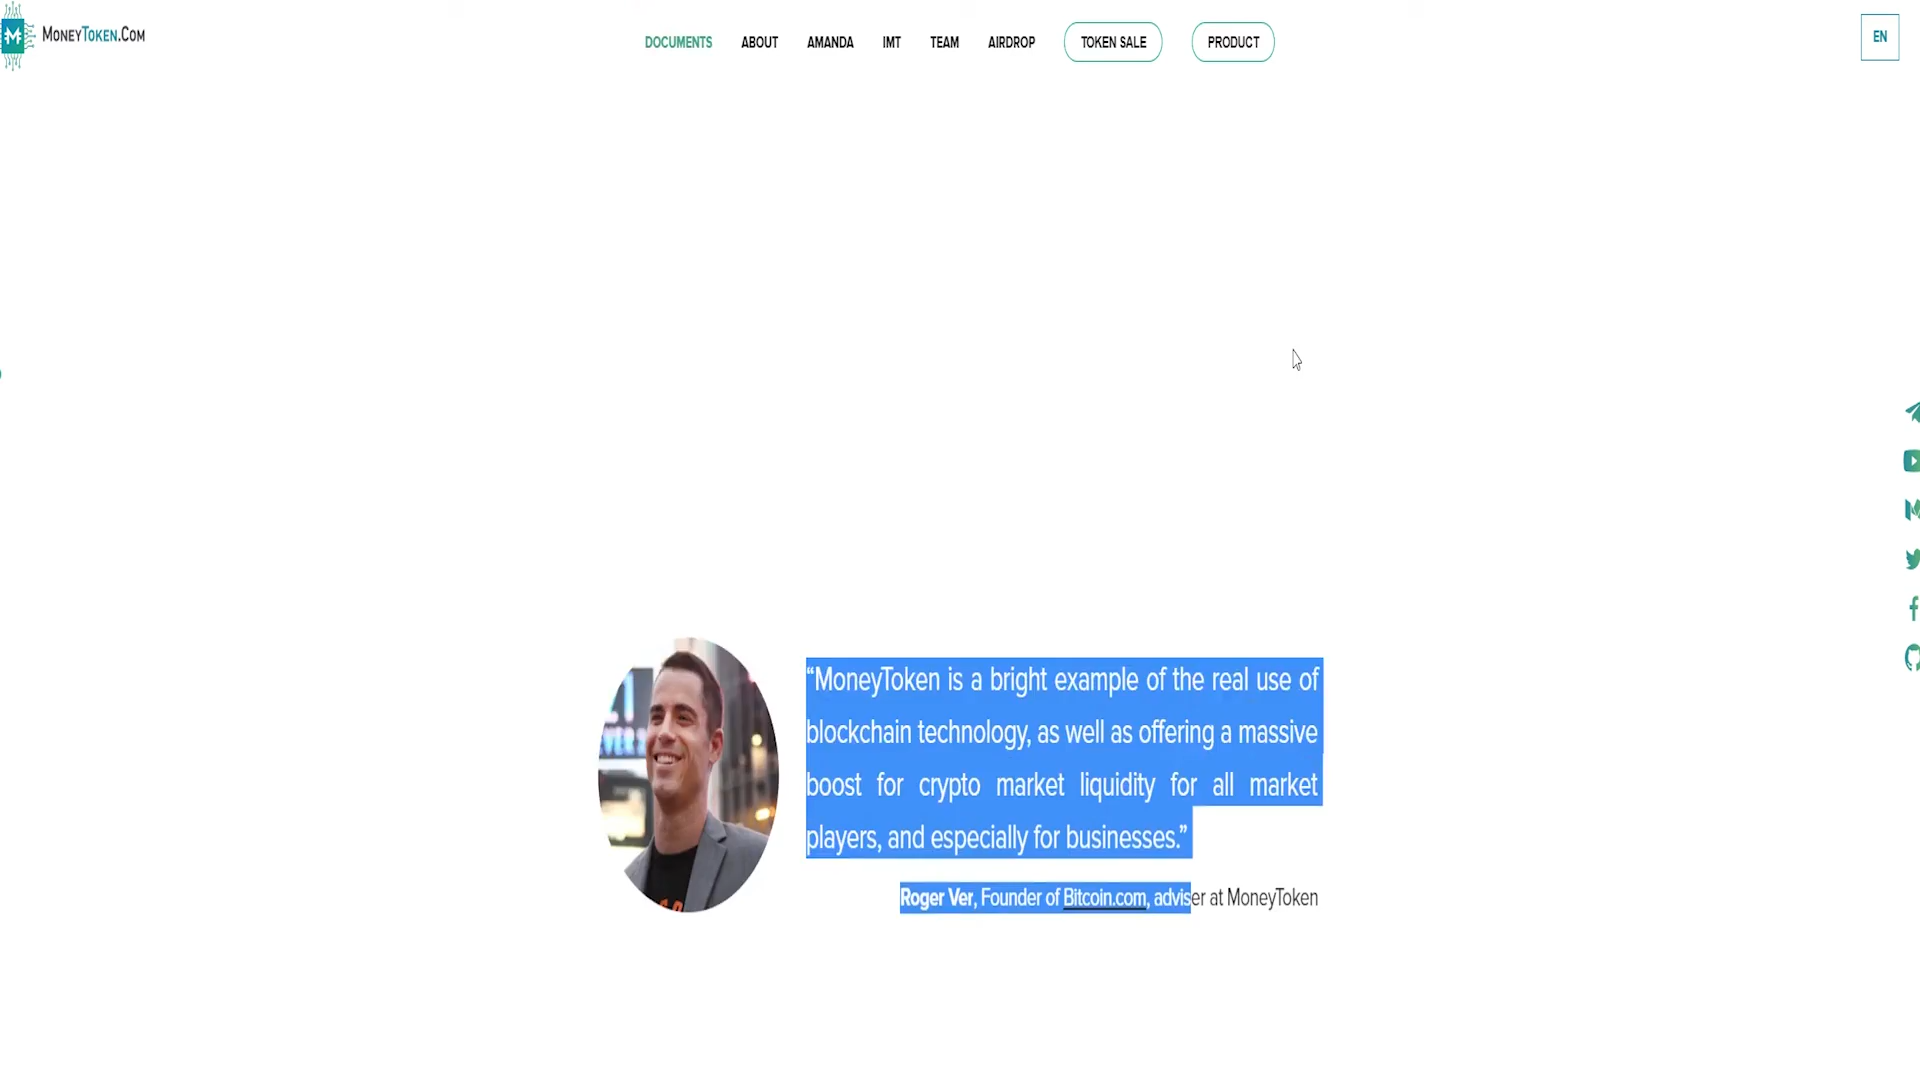 MONEYTOKEN.COM
DOCUMENTS ABOUT AMANDA IMT TEAM AIRDROP TOKEN SALE PRODUCT
EN
“MoneyToken is a bright example of the real use of
blockchain technology, as well as offering a massive
boost for crypto market liquidity for all market
players, and especially for businesses.”
Roger Ver, Founder of Bitcoin.com, adviser at MoneyToken